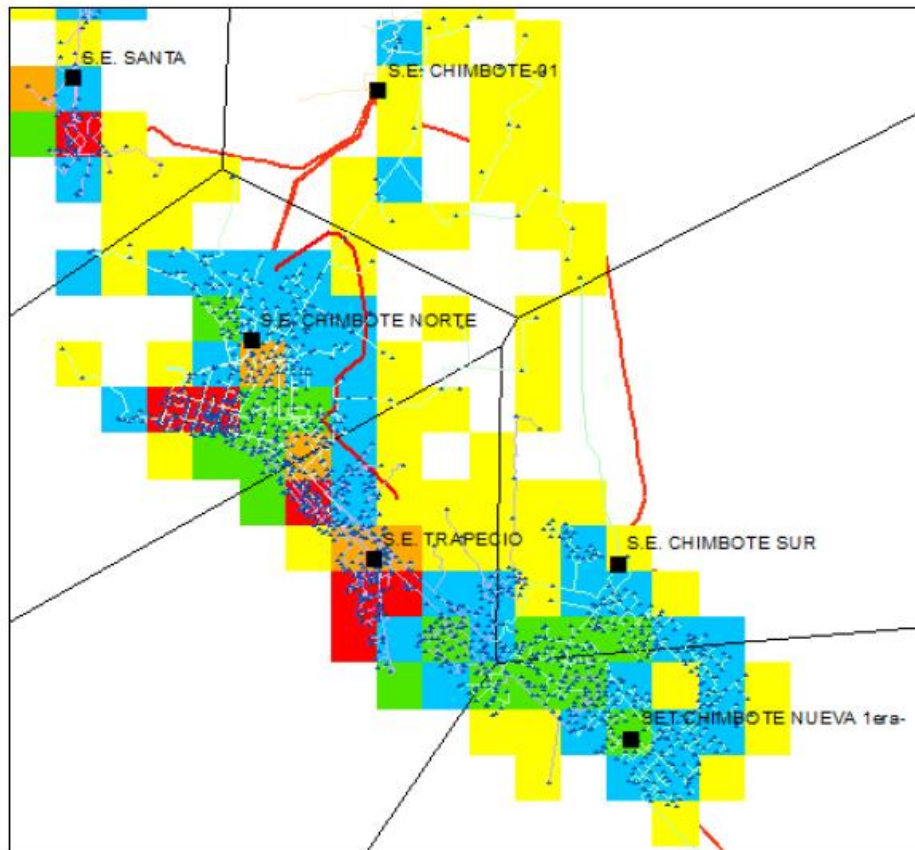 S.E. SANTA
S.E. CHIMBOTE-01
S.E. CHIMBOTE NORTE
S.E. TRAPECIO
S.E. CHIMBOTE SUR
SET.CHIMBOTE NUEVA 1era-